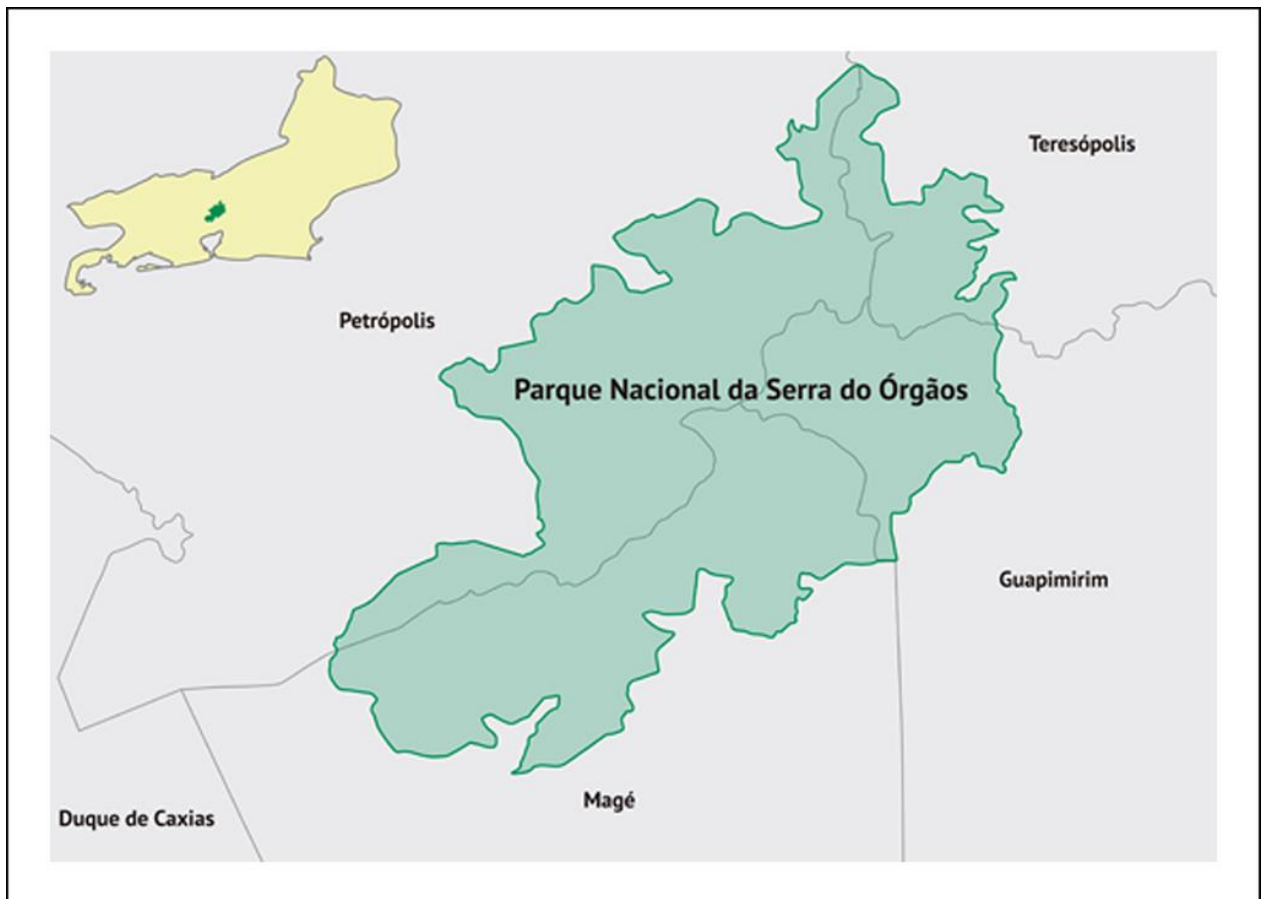 Teresópolis
Petrópolis
Parque Nacional da Serra do Órgãos
Guapimirim
Magé
Duque de Caxias